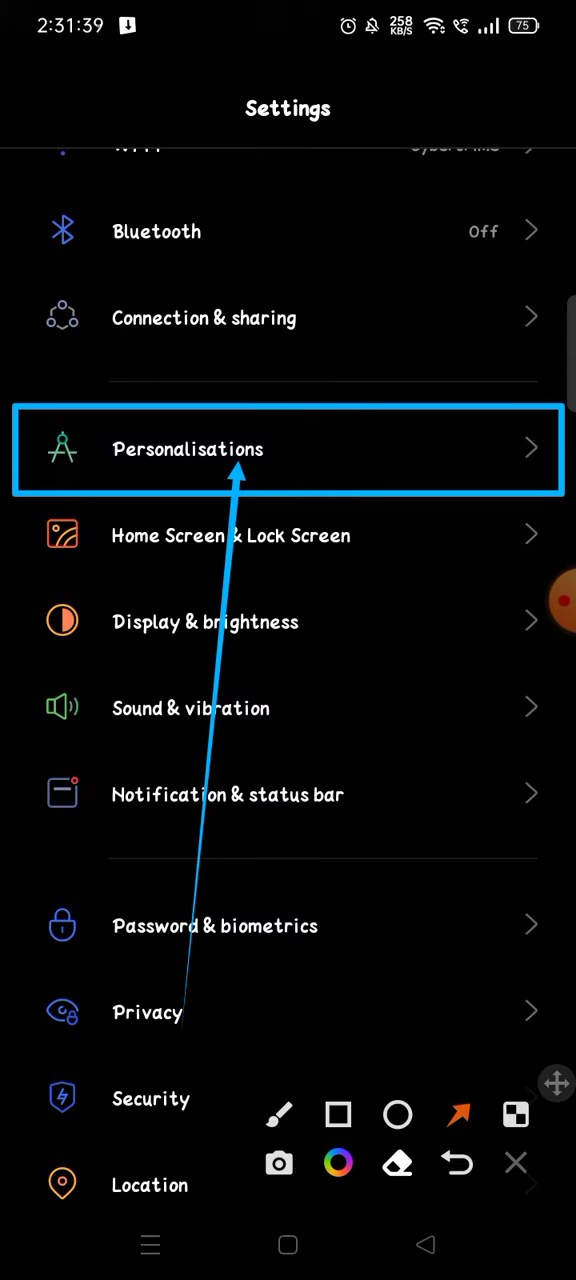 2:31:39
258
KB/S
75
Settings
Bluetooth
Off
Connection & sharing
Personalisations
Home Screen & Lock Screen
Display & brightness
Sound & vibration
Notification & status bar
Password & biometrics
Privacy
Security
Location